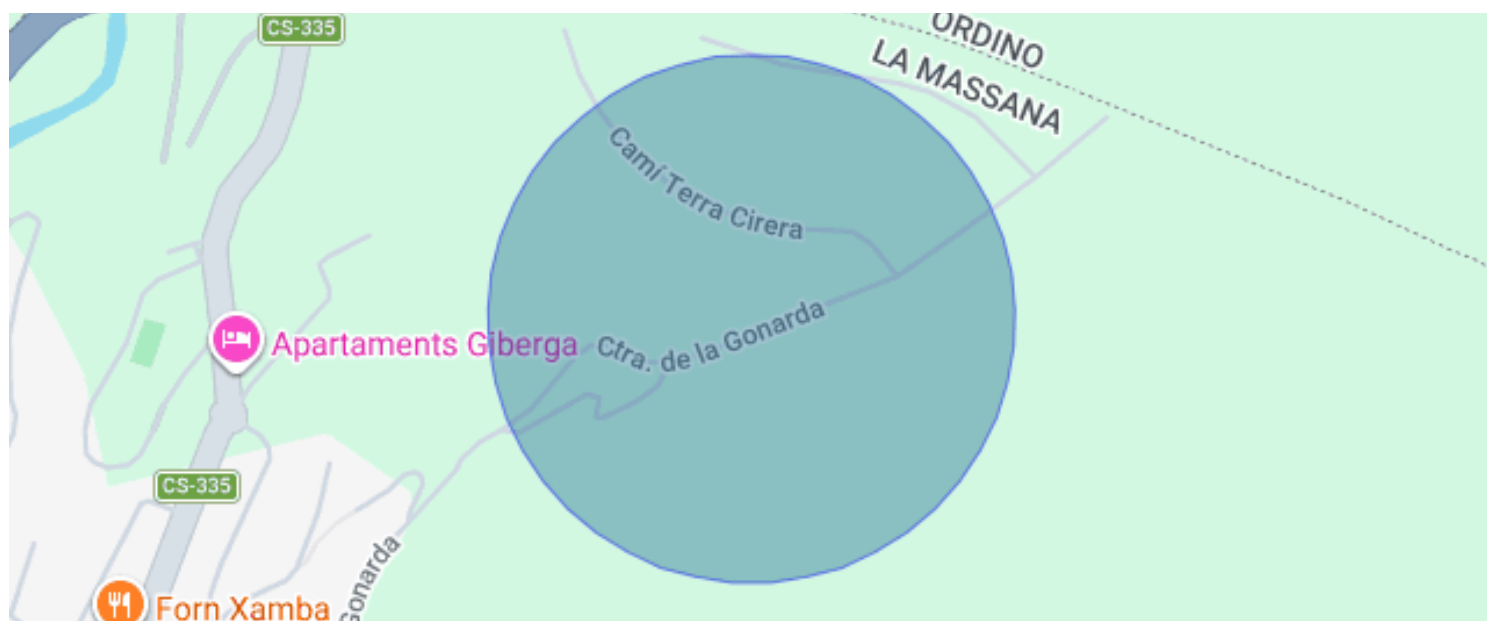 CS-335
ORDINO
LA MASSANA
Camí Terra Cirera
Apartaments Giberga
Ctra. de la Gonarda
CS-335
Gonarda
Forn Xamba